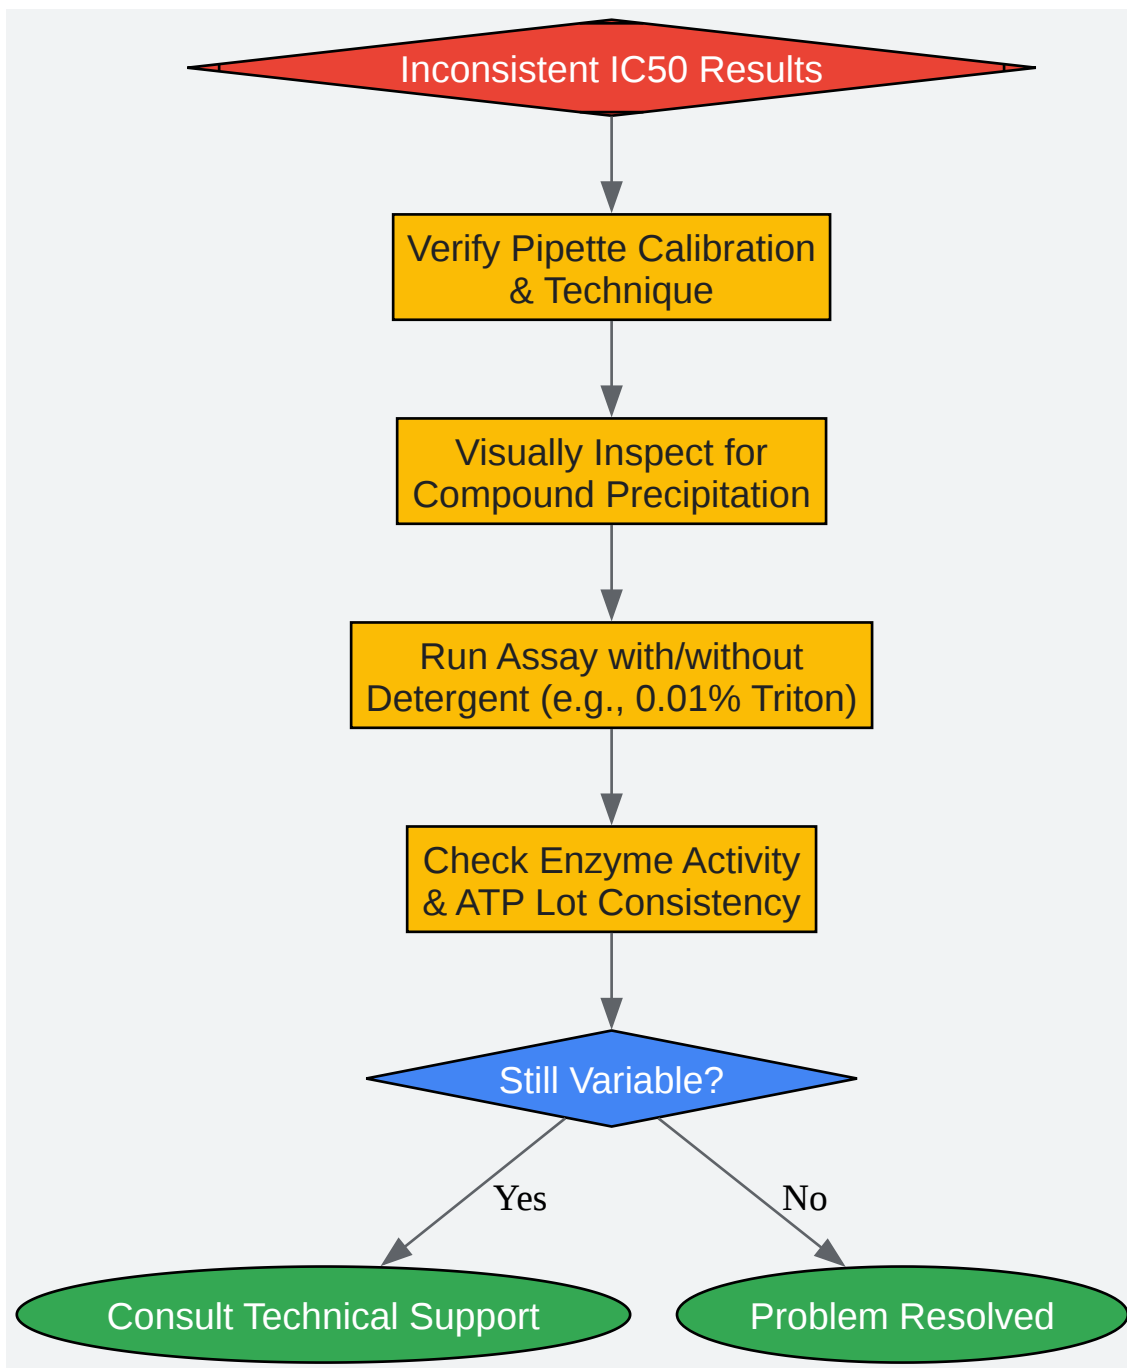 Inconsistent IC50 Results
Verify Pipette Calibration
& Technique
Visually Inspect for
Compound Precipitation
Run Assay with/without
Detergent (e.g., 0.01% Triton)
Check Enzyme Activity
& ATP Lot Consistency
Still Variable?
Yes
No
Consult Technical Support
Problem Resolved